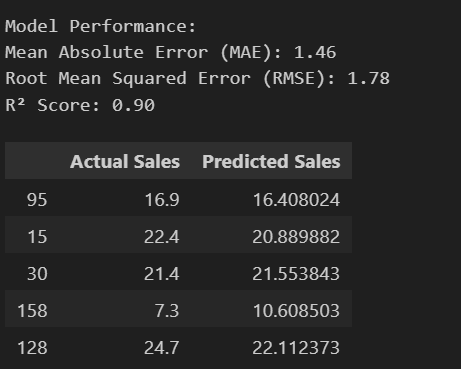 Model Performance:
Mean Absolute Error (MAE): 1.46
Root Mean Squared Error (RMSE): 1.78
R² Score: 0.90
Actual Sales Predicted Sales
95 16.9 16.408024
15 22.4 20.889882
30 21.4 21.553843
158 7.3 10.608503
128 24.7 22.112373